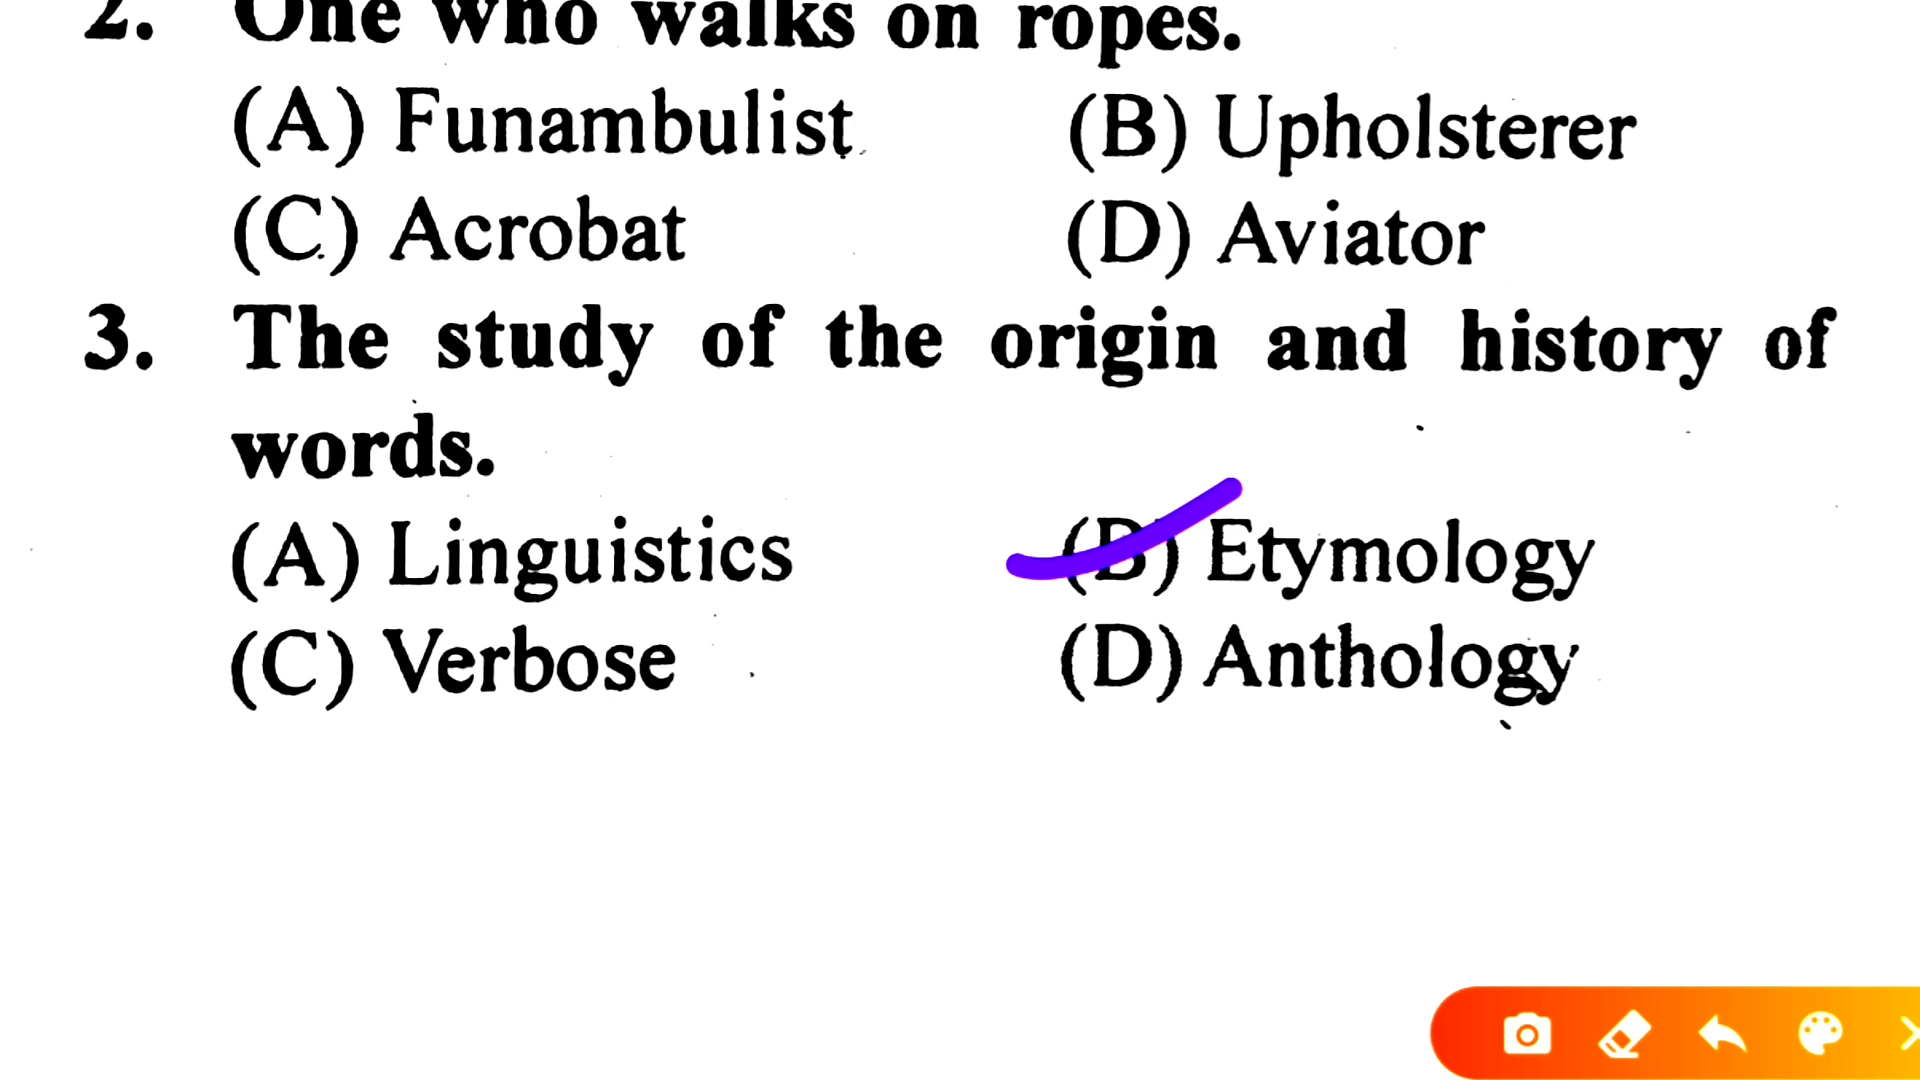 2. One who walks on ropes.
(A) Funambulist (B) Upholsterer
(C) Acrobat (D) Aviator
3. The study of the origin and history of
words.
(A) Linguistics (B) Etymology
(C) Verbose (D) Anthology